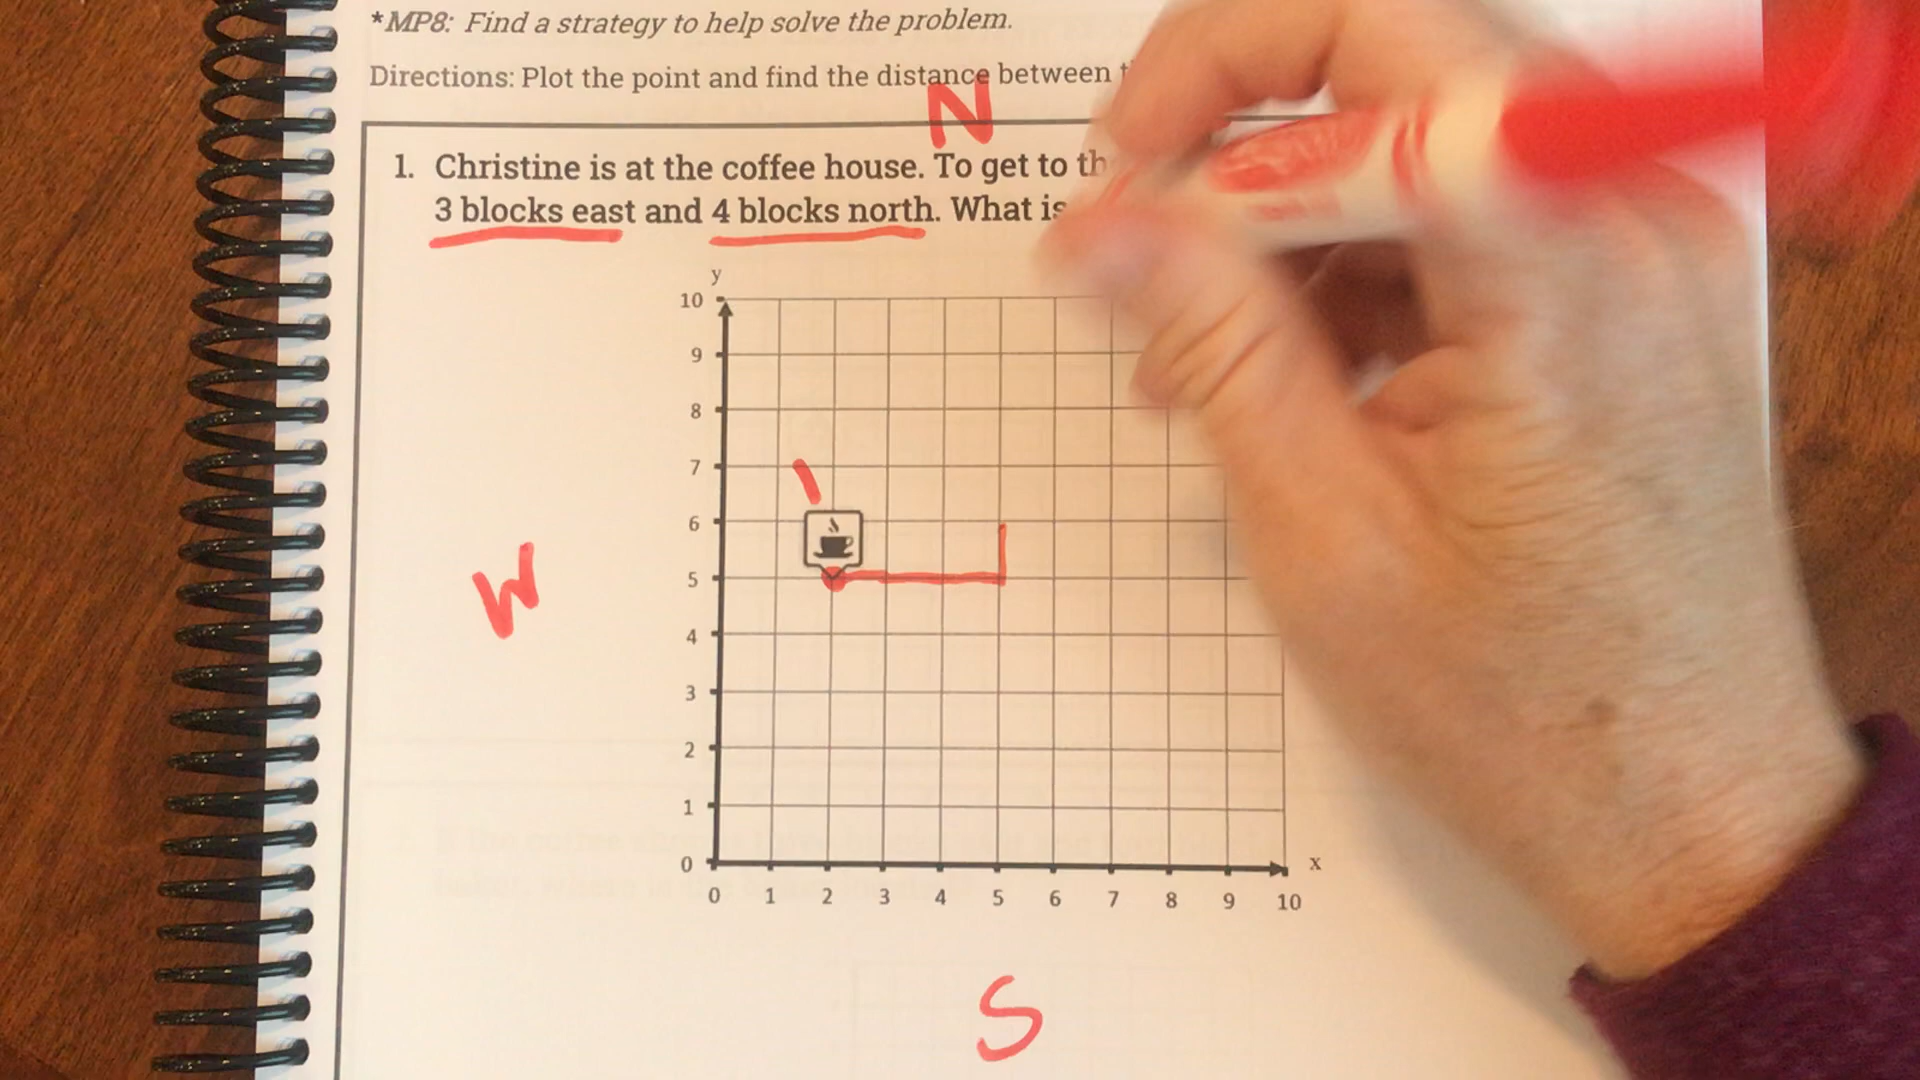 *MP8: Find a strategy to help solve the problem.
Directions: Plot the point and find the distance between
N
1. Christine is at the coffee house. To get to
3 blocks east and 4 blocks north. What is
y
10
9
8
7
6
5
W
4
3
2
1
0
x
0 1 2 3 4 5 6 7 8 9 10
S